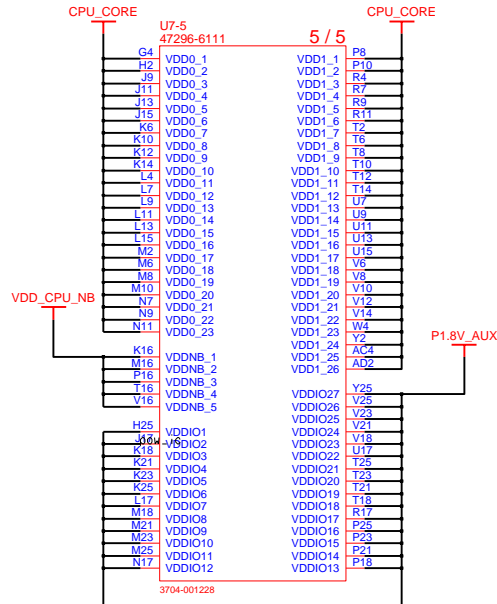 CPU_CORE CPU_CORE
U7-5
47296-6111 5 / 5
G4 VDD0_1 VDD1_1 P8
H2 VDD0_2 VDD1_2 P10
J9 VDD0_3 VDD1_3 R4
J11 VDD0_4 VDD1_4 R7
J13 VDD0_5 VDD1_5 R9
J15 VDD0_6 VDD1_6 R11
K6 VDD0_7 VDD1_7 T2
K10 VDD0_8 VDD1_8 T6
K12 VDD0_9 VDD1_9 T8
K14 VDD0_10 VDD1_10 T10
L4 VDD0_11 VDD1_11 T12
L7 VDD0_12 VDD1_12 T14
L9 VDD0_13 VDD1_13 U7
L11 VDD0_14 VDD1_14 U9
L13 VDD0_15 VDD1_15 U11
L15 VDD0_16 VDD1_16 U13
M2 VDD0_17 VDD1_17 U15
M6 VDD0_18 VDD1_18 V6
M8 VDD0_19 VDD1_19 V8
M10 VDD0_20 VDD1_20 V10
N7 VDD0_21 VDD1_21 V12
N9 VDD0_22 VDD1_22 V14
N11 VDD0_23 VDD1_23 W4
VDD1_24 Y2
VDD_CPU_NB
P1.8V_AUX
K16 VDDNB_1 VDD1_25 AC4
M16 VDDNB_2 VDD1_26 AD2
P16 VDDNB_3
T16 VDDNB_4 VDDIO27 Y25
V16 VDDNB_5 VDDIO26 V25
VDDIO25 V23
H25 VDDIO1 VDDIO24 V21
J17 VDDIO2 VDDIO23 V18
K18 VDDIO3 VDDIO22 U17
K21 VDDIO4 VDDIO21 T25
K23 VDDIO5 VDDIO20 T23
K25 VDDIO6 VDDIO19 T21
L17 VDDIO7 VDDIO18 T18
M18 VDDIO8 VDDIO17 R17
M21 VDDIO9 VDDIO16 P25
M23 VDDIO10 VDDIO15 P23
M25 VDDIO11 VDDIO14 P21
N17 VDDIO12 VDDIO13 P18
3704-001228